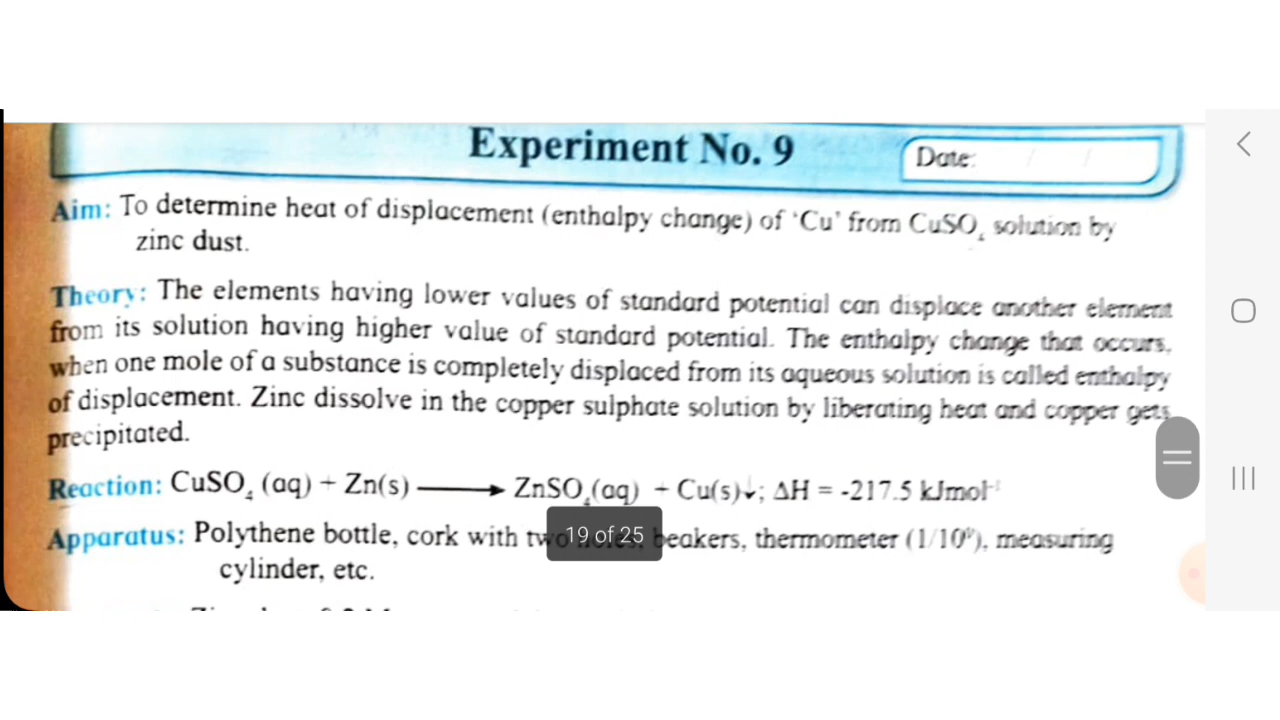 Experiment No. 9
Date: / /
Aim: To determine heat of displacement (enthalpy change) of 'Cu' from CuSO₄ solution by
zinc dust.
Theory: The elements having lower values of standard potential can displace another element
from its solution having higher value of standard potential. The enthalpy change that occurs,
when one mole of a substance is completely displaced from its aqueous solution is called enthalpy
of displacement. Zinc dissolve in the copper sulphate solution by liberating heat and copper gets
precipitated.
Reaction: CuSO₄ (aq) + Zn(s) ⟶ ZnSO₄(aq) + Cu(s)↓; ΔH = -217.5 kJmol⁻¹
Apparatus: Polythene bottle, cork with two holes, beakers, thermometer (1/10ᵗʰ), measuring
19 of 25
cylinder, etc.